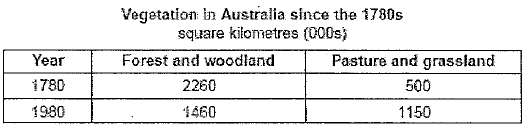 Vegetation in Australia since the 1780s
square kilometres (000s)
Year Forest and woodland Pasture and grassland
1780 2260 500
1980 1460 1150